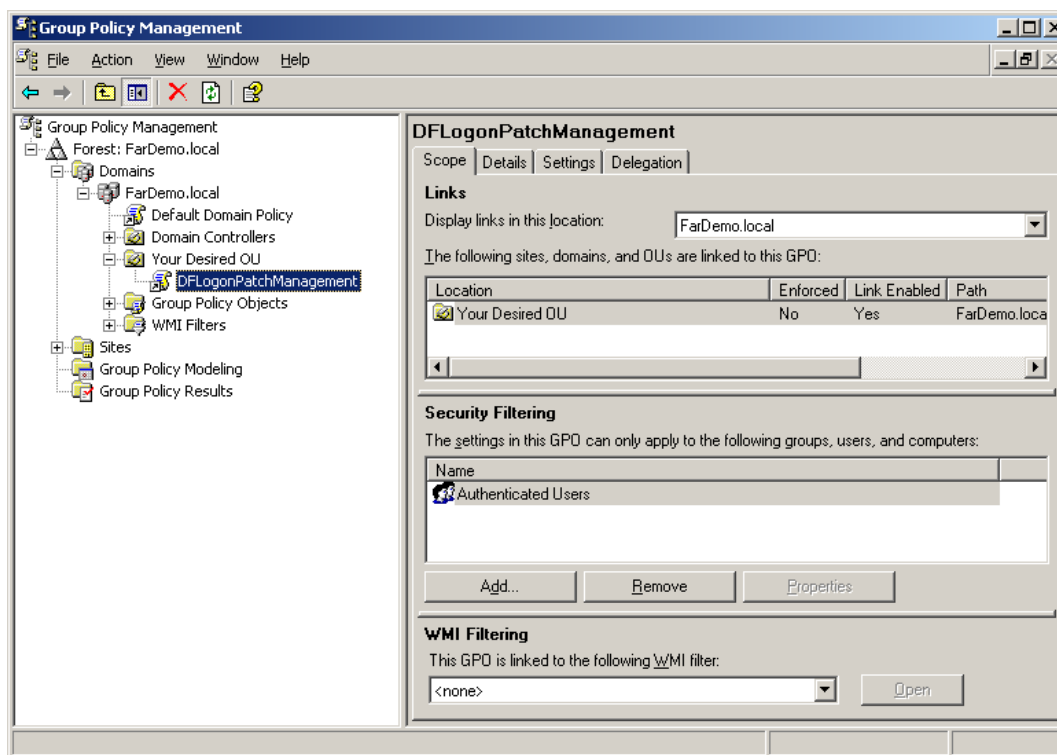 Group Policy Management
File Action View Window Help
Group Policy Management
Forest: FarDemo.local
Domains
FarDemo.local
Default Domain Policy
Domain Controllers
Your Desired OU
DFLogonPatchManagement
Group Policy Objects
WMI Filters
Sites
Group Policy Modeling
Group Policy Results
DFLogonPatchManagement
Scope Details Settings Delegation
Links
Display links in this location: FarDemo.local
The following sites, domains, and OUs are linked to this GPO:
Location Enforced Link Enabled Path
Your Desired OU No Yes FarDemo.loca
Security Filtering
The settings in this GPO can only apply to the following groups, users, and computers:
Name
Authenticated Users
Add... Remove Properties
WMI Filtering
This GPO is linked to the following WMI filter:
<none> Open